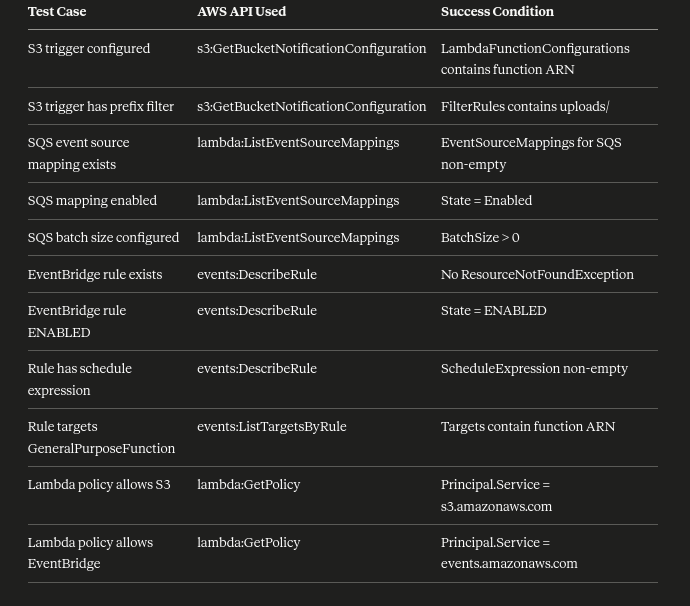 Test Case AWS API Used Success Condition
S3 trigger configured s3:GetBucketNotificationConfiguration LambdaFunctionConfigurations
contains function ARN
S3 trigger has prefix filter s3:GetBucketNotificationConfiguration FilterRules contains uploads/
SQS event source lambda:ListEventSourceMappings EventSourceMappings for SQS
mapping exists non-empty
SQS mapping enabled lambda:ListEventSourceMappings State = Enabled
SQS batch size configured lambda:ListEventSourceMappings BatchSize > 0
EventBridge rule exists events:DescribeRule No ResourceNotFoundException
EventBridge rule events:DescribeRule State = ENABLED
ENABLED
Rule has schedule events:DescribeRule ScheduleExpression non-empty
expression
Rule targets events:ListTargetsByRule Targets contain function ARN
GeneralPurposeFunction
Lambda policy allows S3 lambda:GetPolicy Principal.Service =
s3.amazonaws.com
Lambda policy allows lambda:GetPolicy Principal.Service =
EventBridge events.amazonaws.com